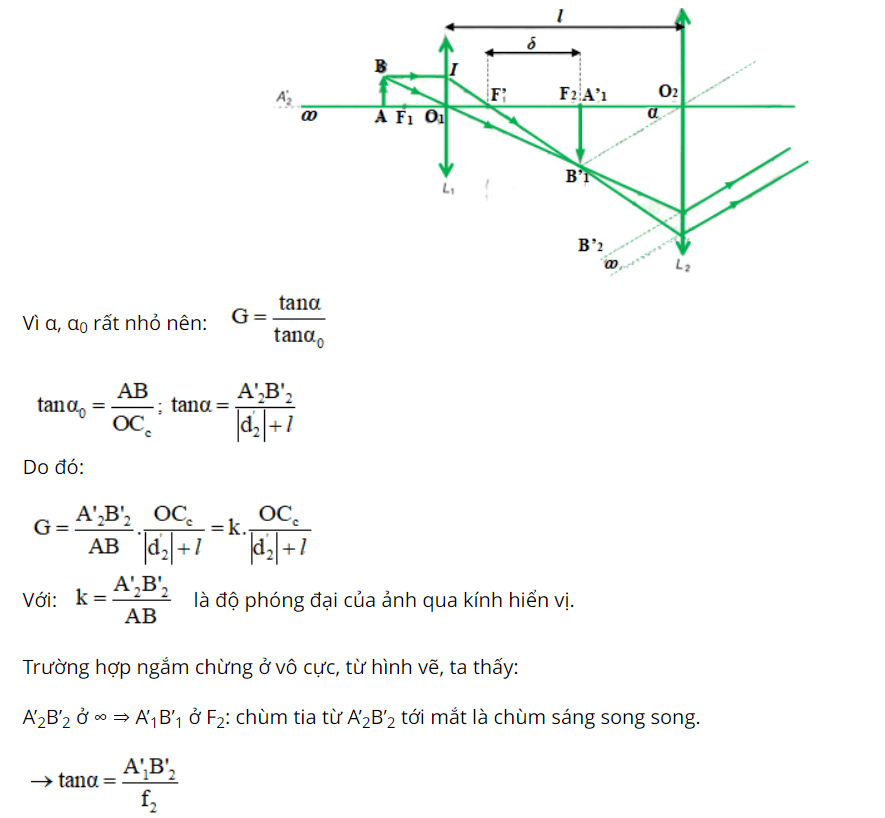 l
δ
B I
A'2 F'1 F2 A'1 O2
∞ A F1 O1 α
B'1
L1
B'2
∞ L2
Vì α, α0 rất nhỏ nên: G = tanα / tanα0
tanα0 = AB / OCc ; tanα = A'2B'2 / (|d'2| + l)
Do đó:
G = A'2B'2 / AB . OCc / (|d'2| + l) = k. OCc / (|d'2| + l)
Với: k = A'2B'2 / AB là độ phóng đại của ảnh qua kính hiển vị.
Trường hợp ngắm chừng ở vô cực, từ hình vẽ, ta thấy:
A’2B’2 ở ∞ ⇒ A’1B’1 ở F2: chùm tia từ A’2B’2 tới mắt là chùm sáng song song.
→ tanα = A'1B'2 / f2